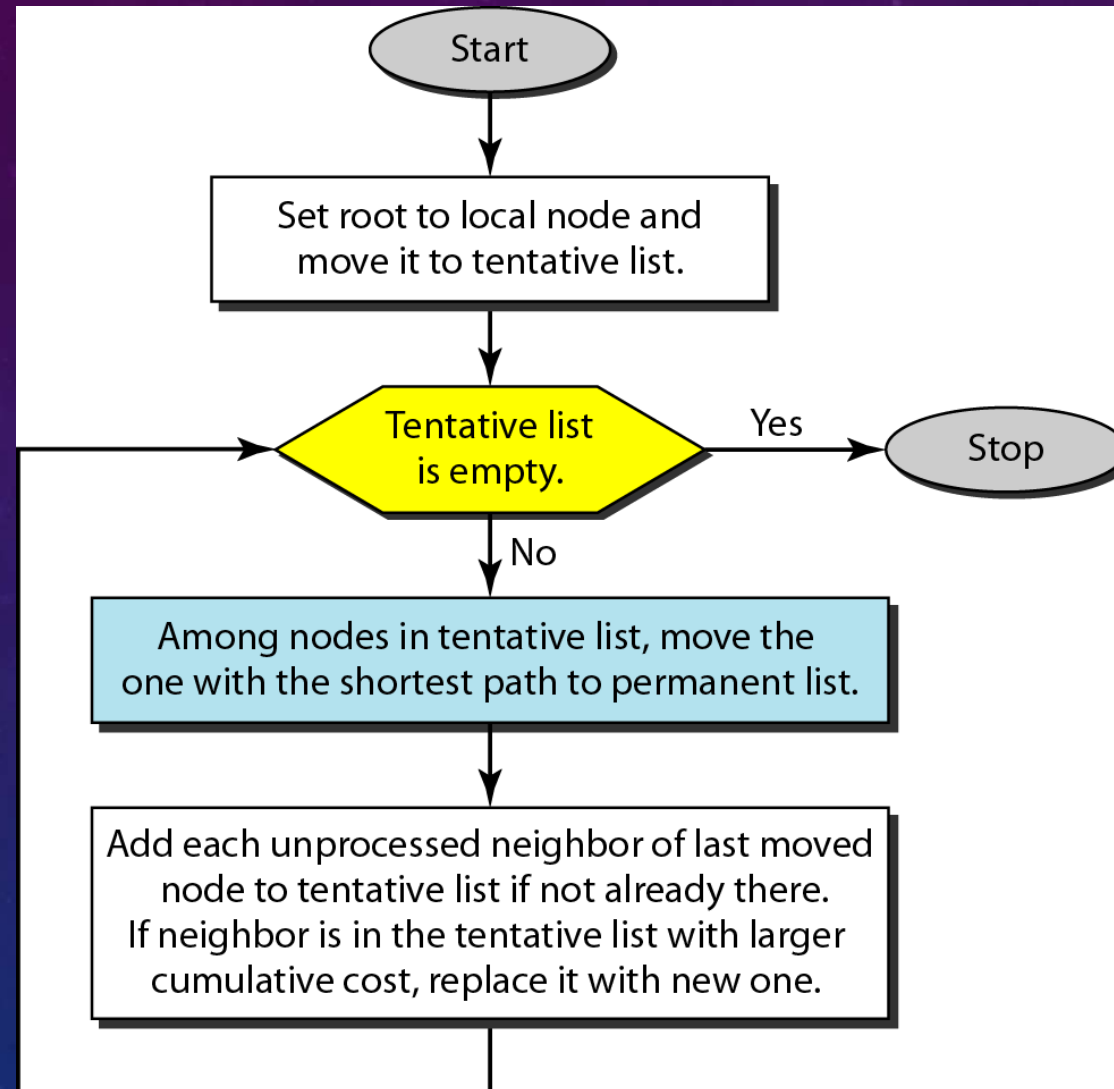 Start
Set root to local node and
move it to tentative list.
Tentative list
is empty.
Yes
Stop
No
Among nodes in tentative list, move the
one with the shortest path to permanent list.
Add each unprocessed neighbor of last moved
node to tentative list if not already there.
If neighbor is in the tentative list with larger
cumulative cost, replace it with new one.